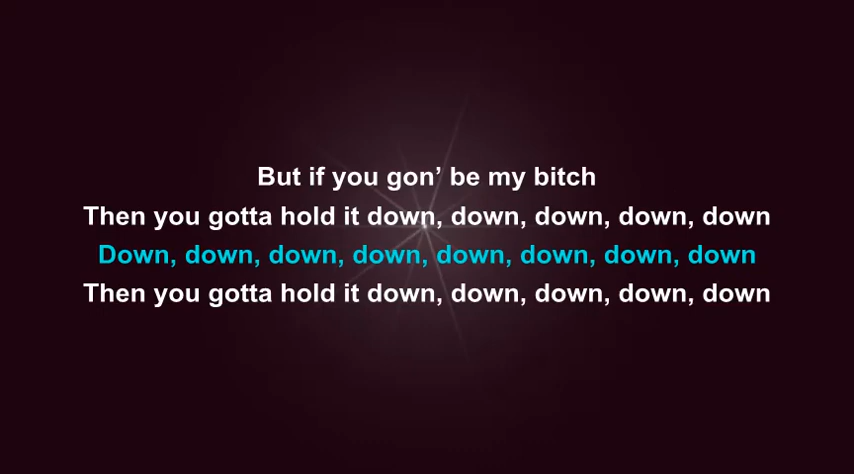 But if you gon’ be my bitch
Then you gotta hold it down, down, down, down, down
Down, down, down, down, down, down, down, down
Then you gotta hold it down, down, down, down, down